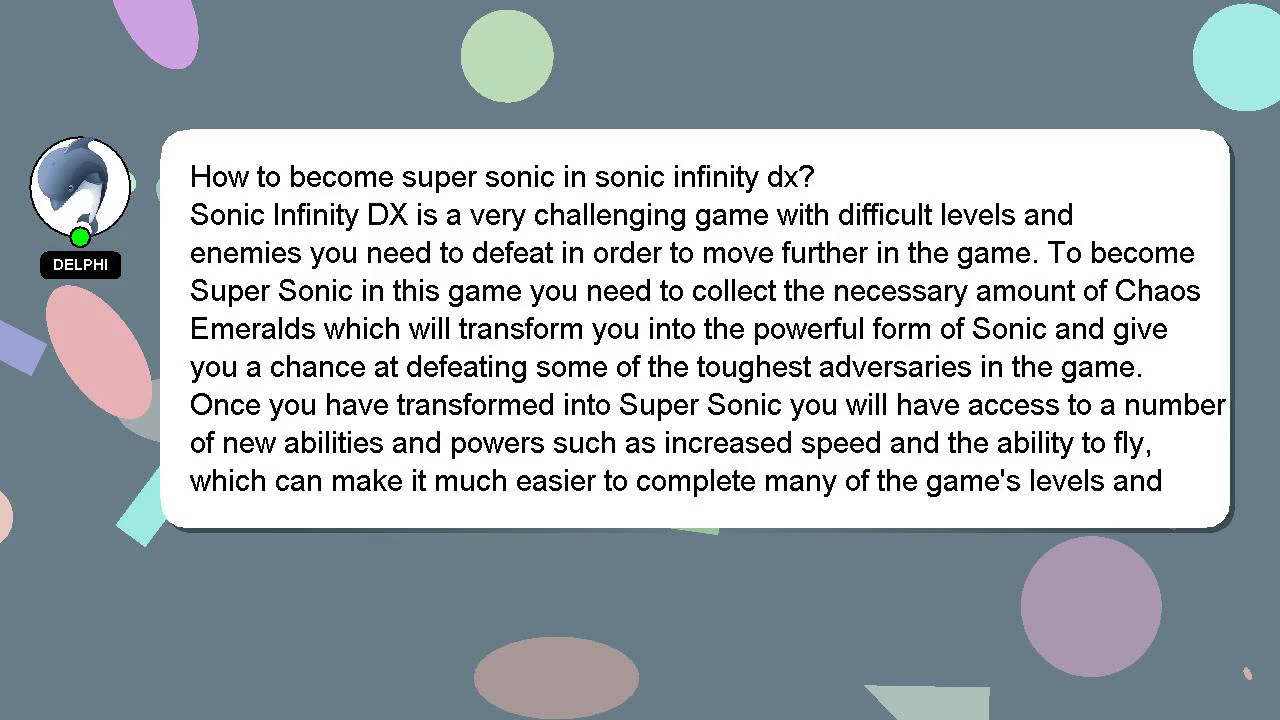 How to become super sonic in sonic infinity dx?
Sonic Infinity DX is a very challenging game with difficult levels and
enemies you need to defeat in order to move further in the game. To become
Super Sonic in this game you need to collect the necessary amount of Chaos
Emeralds which will transform you into the powerful form of Sonic and give
you a chance at defeating some of the toughest adversaries in the game.
Once you have transformed into Super Sonic you will have access to a number
of new abilities and powers such as increased speed and the ability to fly,
which can make it much easier to complete many of the game's levels and
DELPHI